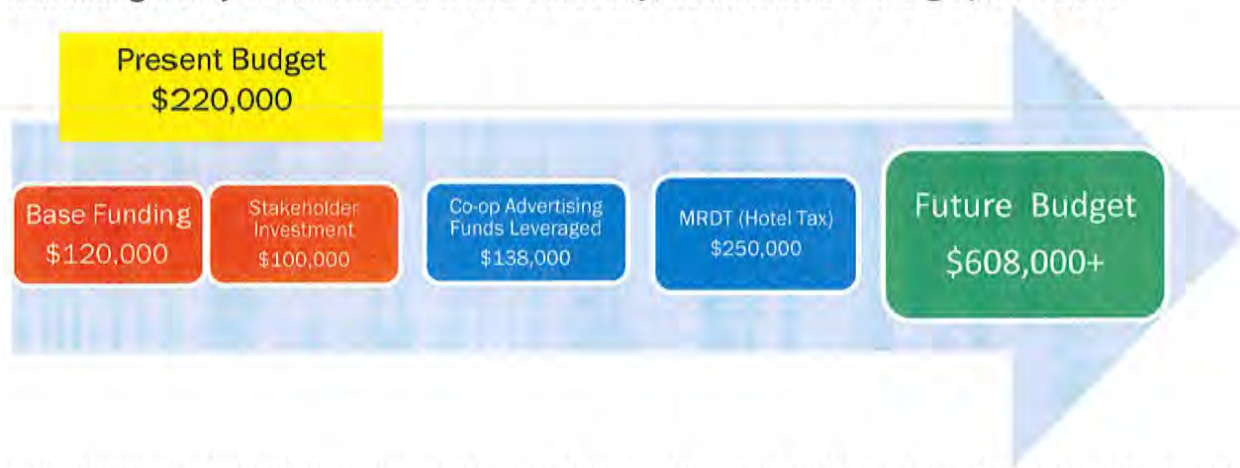 Present Budget
$220,000
Base Funding
$120,000
Stakeholder
Investment
$100,000
Co-op Advertising
Funds Leveraged
$138,000
MRDT (Hotel Tax)
$250,000
Future Budget
$608,000+